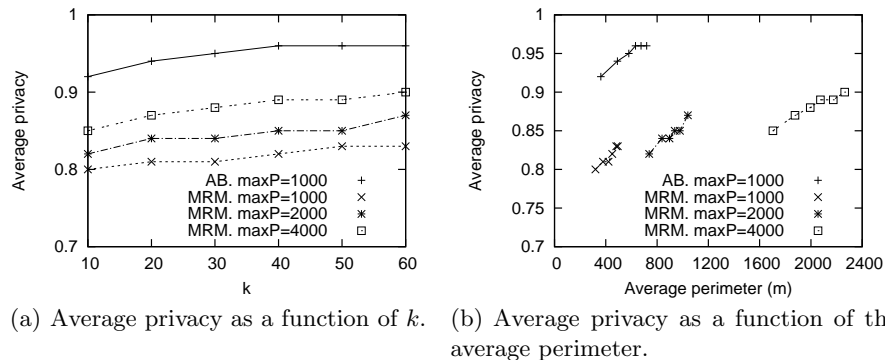 1
0.9
0.8
0.7
Average privacy
10 20 30 40 50 60
k
AB. maxP=1000
MRM. maxP=1000
MRM. maxP=2000
MRM. maxP=4000
(a) Average privacy as a function of k.
1
0.95
0.9
0.85
0.8
0.75
0.7
Average privacy
0 400 800 1200 1600 2000 2400
Average perimeter (m)
AB. maxP=1000
MRM. maxP=1000
MRM. maxP=2000
MRM. maxP=4000
(b) Average privacy as a function of th
average perimeter.